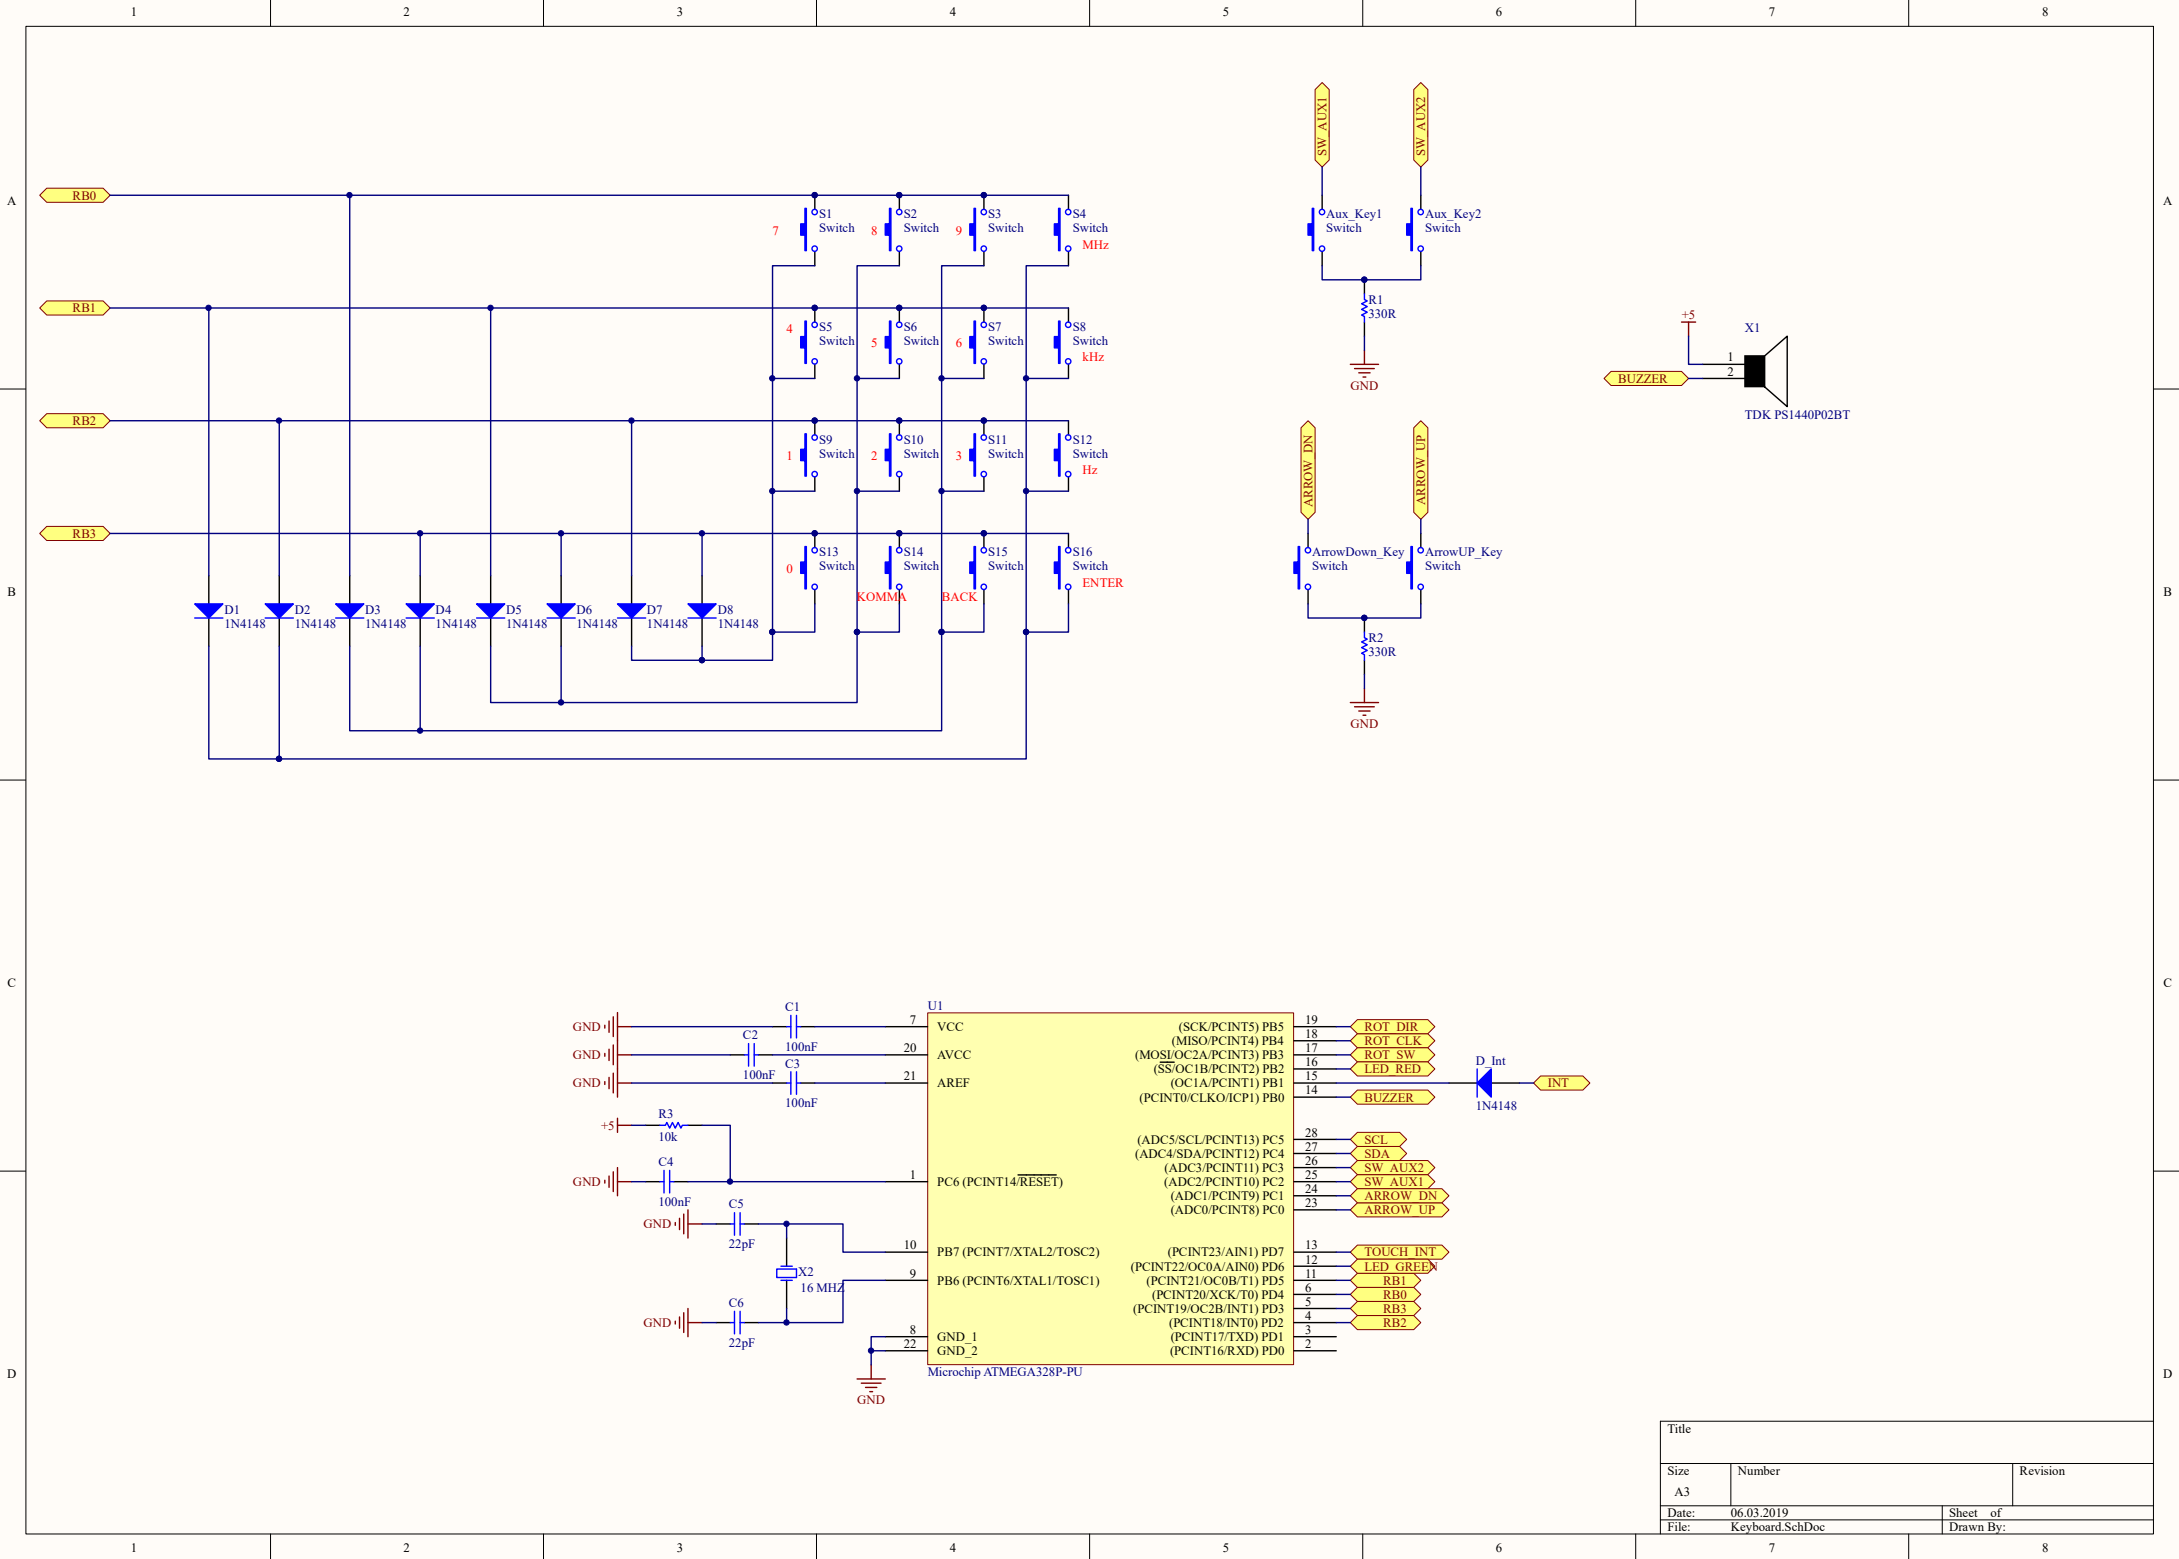 1 2 3 4 5 6 7 8
A A
B B
C C
D D
RB0
RB1
RB2
RB3
S1
Switch
7
S2
Switch
8
S3
Switch
9
S4
Switch
MHz
S5
Switch
4
S6
Switch
5
S7
Switch
6
S8
Switch
kHz
S9
Switch
1
S10
Switch
2
S11
Switch
3
S12
Switch
Hz
S13
Switch
0
S14
Switch
KOMMA
S15
Switch
BACK
S16
Switch
ENTER
D1
1N4148
D2
1N4148
D3
1N4148
D4
1N4148
D5
1N4148
D6
1N4148
D7
1N4148
D8
1N4148
SW_AUX1
SW_AUX2
Aux_Key1
Switch
Aux_Key2
Switch
R1
330R
GND
ARROW_DN
ARROW_UP
ArrowDown_Key
Switch
ArrowUP_Key
Switch
R2
330R
GND
+5
X1
1
2
BUZZER
TDK PS1440P02BT
U1
GND C1 100nF 7 VCC
GND C2 100nF 20 AVCC
GND C3 100nF 21 AREF
+5 R3 10k
GND C4 100nF 1 PC6 (PCINT14/RESET)
GND C5 22pF
10 PB7 (PCINT7/XTAL2/TOSC2)
X2
16 MHZ
9 PB6 (PCINT6/XTAL1/TOSC1)
GND C6 22pF
8 GND_1
22 GND_2
GND
Microchip ATMEGA328P-PU
(SCK/PCINT5) PB5 19 ROT_DIR
(MISO/PCINT4) PB4 18 ROT_CLK
(MOSI/OC2A/PCINT3) PB3 17 ROT_SW
(SS/OC1B/PCINT2) PB2 16 LED_RED
(OC1A/PCINT1) PB1 15 D_Int 1N4148 INT
(PCINT0/CLKO/ICP1) PB0 14 BUZZER
(ADC5/SCL/PCINT13) PC5 28 SCL
(ADC4/SDA/PCINT12) PC4 27 SDA
(ADC3/PCINT11) PC3 26 SW_AUX2
(ADC2/PCINT10) PC2 25 SW_AUX1
(ADC1/PCINT9) PC1 24 ARROW_DN
(ADC0/PCINT8) PC0 23 ARROW_UP
(PCINT23/AIN1) PD7 13 TOUCH_INT
(PCINT22/OC0A/AIN0) PD6 12 LED_GREEN
(PCINT21/OC0B/T1) PD5 11 RB1
(PCINT20/XCK/T0) PD4 6 RB0
(PCINT19/OC2B/INT1) PD3 5 RB3
(PCINT18/INT0) PD2 4 RB2
(PCINT17/TXD) PD1 3
(PCINT16/RXD) PD0 2
Title
Size Number Revision
A3
Date: 06.03.2019 Sheet of
File: Keyboard.SchDoc Drawn By:
1 2 3 4 5 6 7 8